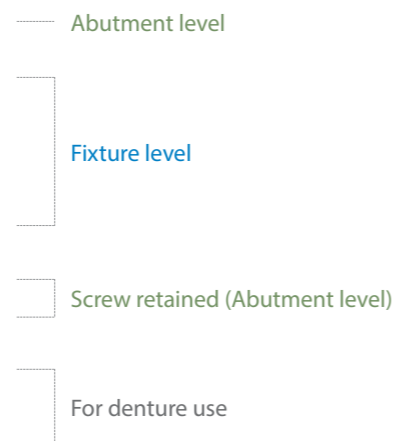 Abutment level
Fixture level
Screw retained (Abutment level)
For denture use